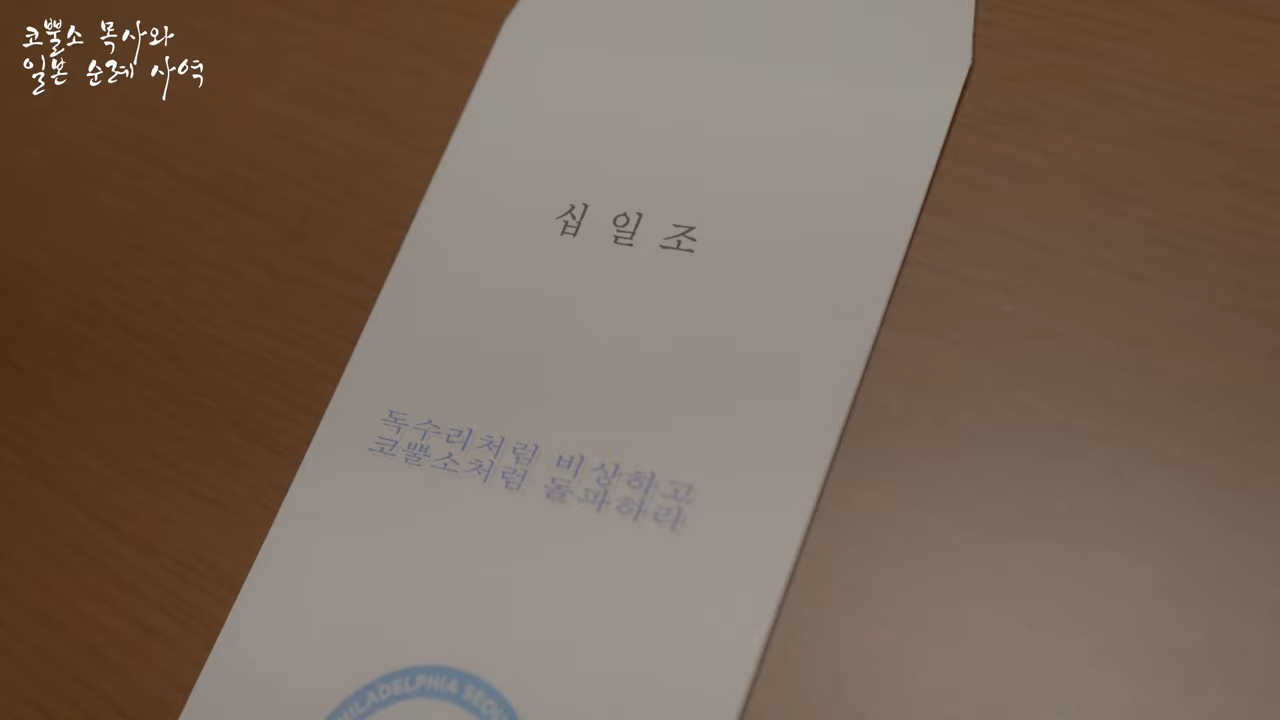 코뿔소 목사와
일본 순례 사역
십일조
독수리처럼 비상하고
코뿔소처럼 돌파하라
PHILADELPHIA SEOUL